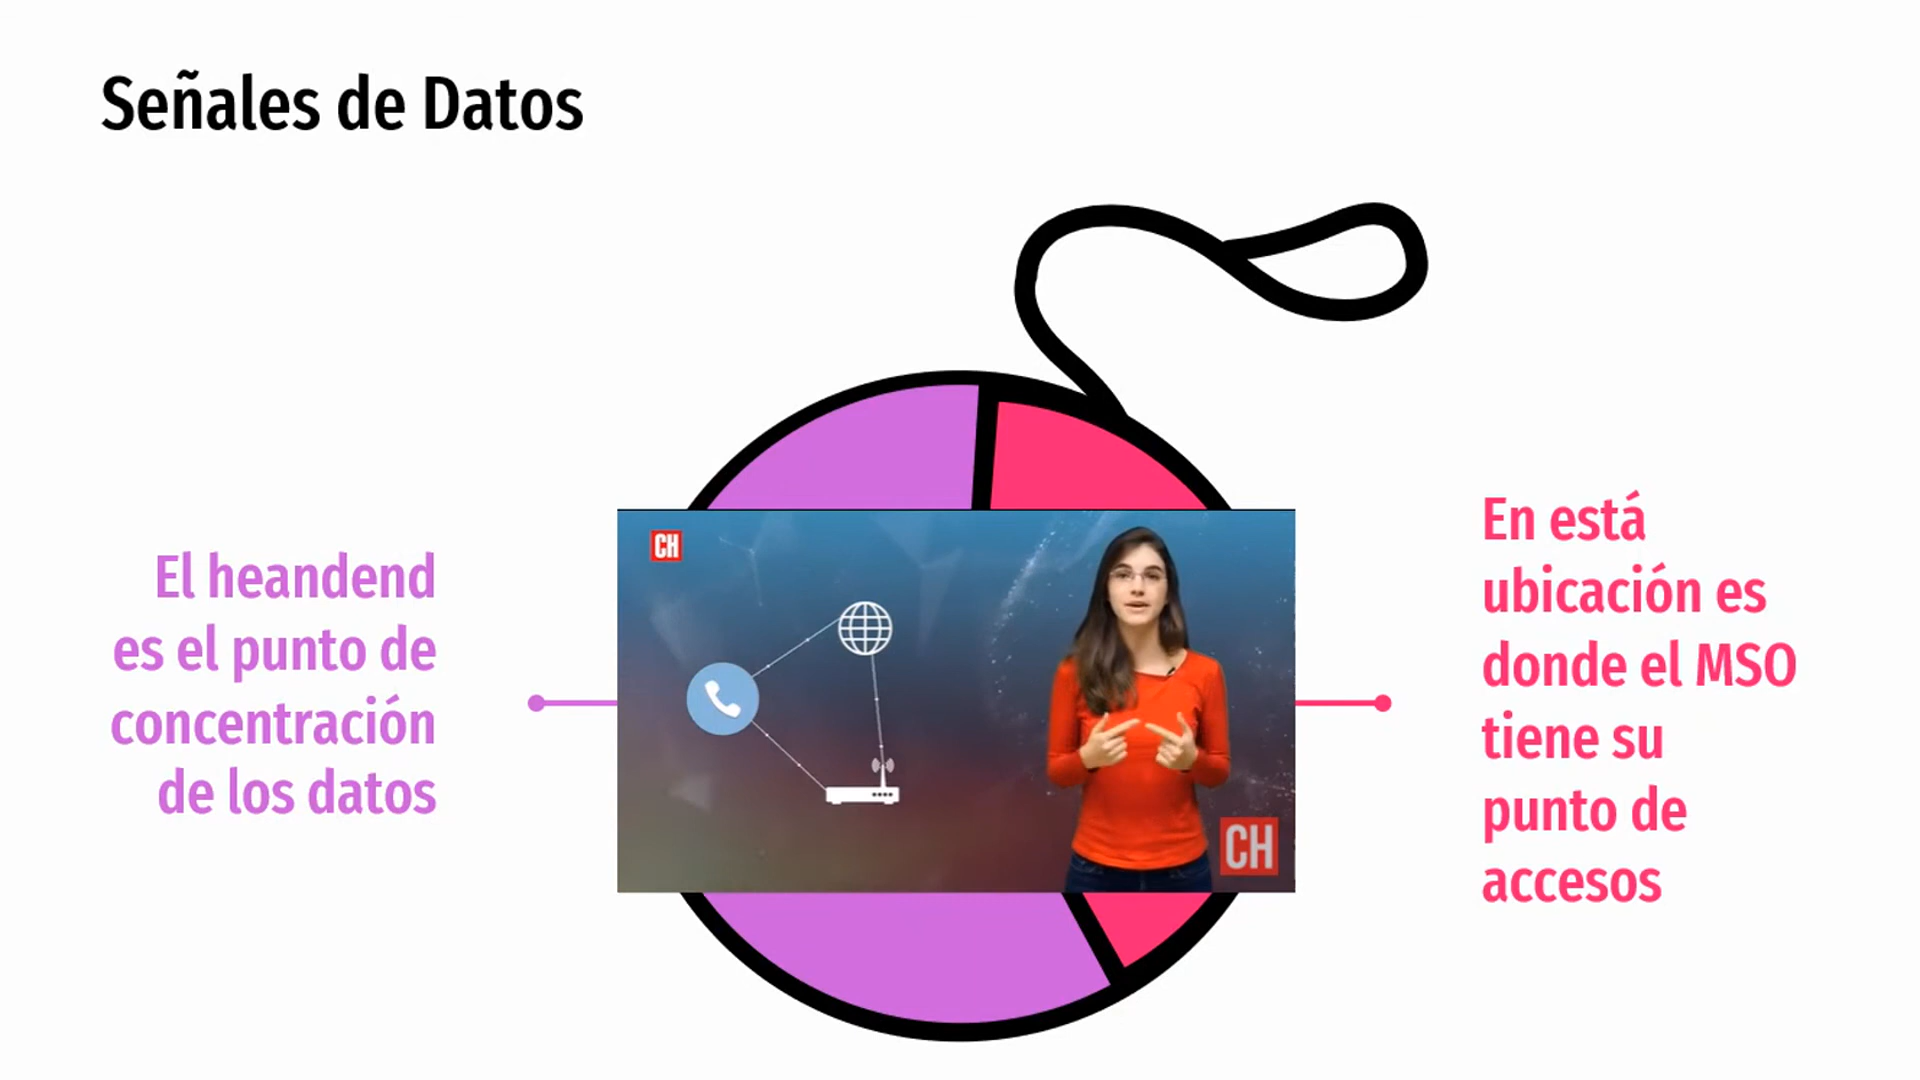 Señales de Datos
El heandend
es el punto de
concentración
de los datos
CH
CH
En está
ubicación es
donde el MSO
tiene su
punto de
accesos